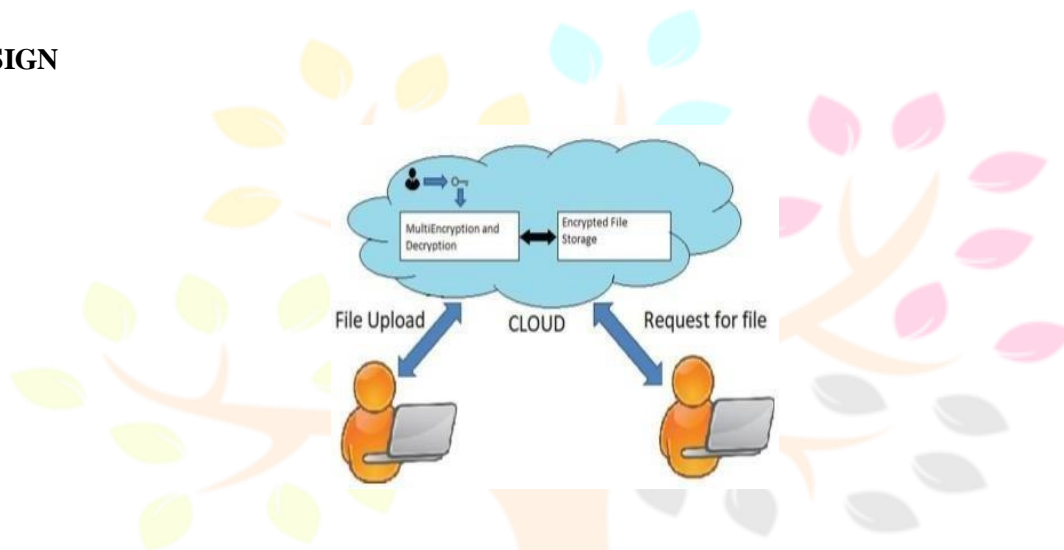 SIGN
MultiEncryption and
Decryption
Encrypted File
Storage
File Upload
CLOUD
Request for file